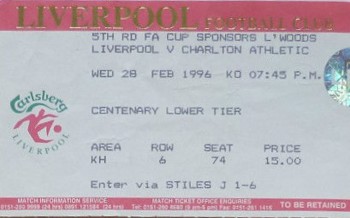 LIVERPOOL FOOTBALL CLUB
5TH RD FA CUP SPONSORS L'WOODS
LIVERPOOL V CHARLTON ATHLETIC
WED 28 FEB 1996 KO 07:45 P.M.
Carlsberg
LIVERPOOL
CENTENARY LOWER TIER
AREA ROW SEAT PRICE
KH 6 74 15.00
Enter via STILES J 1-6
MATCH INFORMATION SERVICE
MATCH TICKET ENQUIRIES
TO BE RETAINED